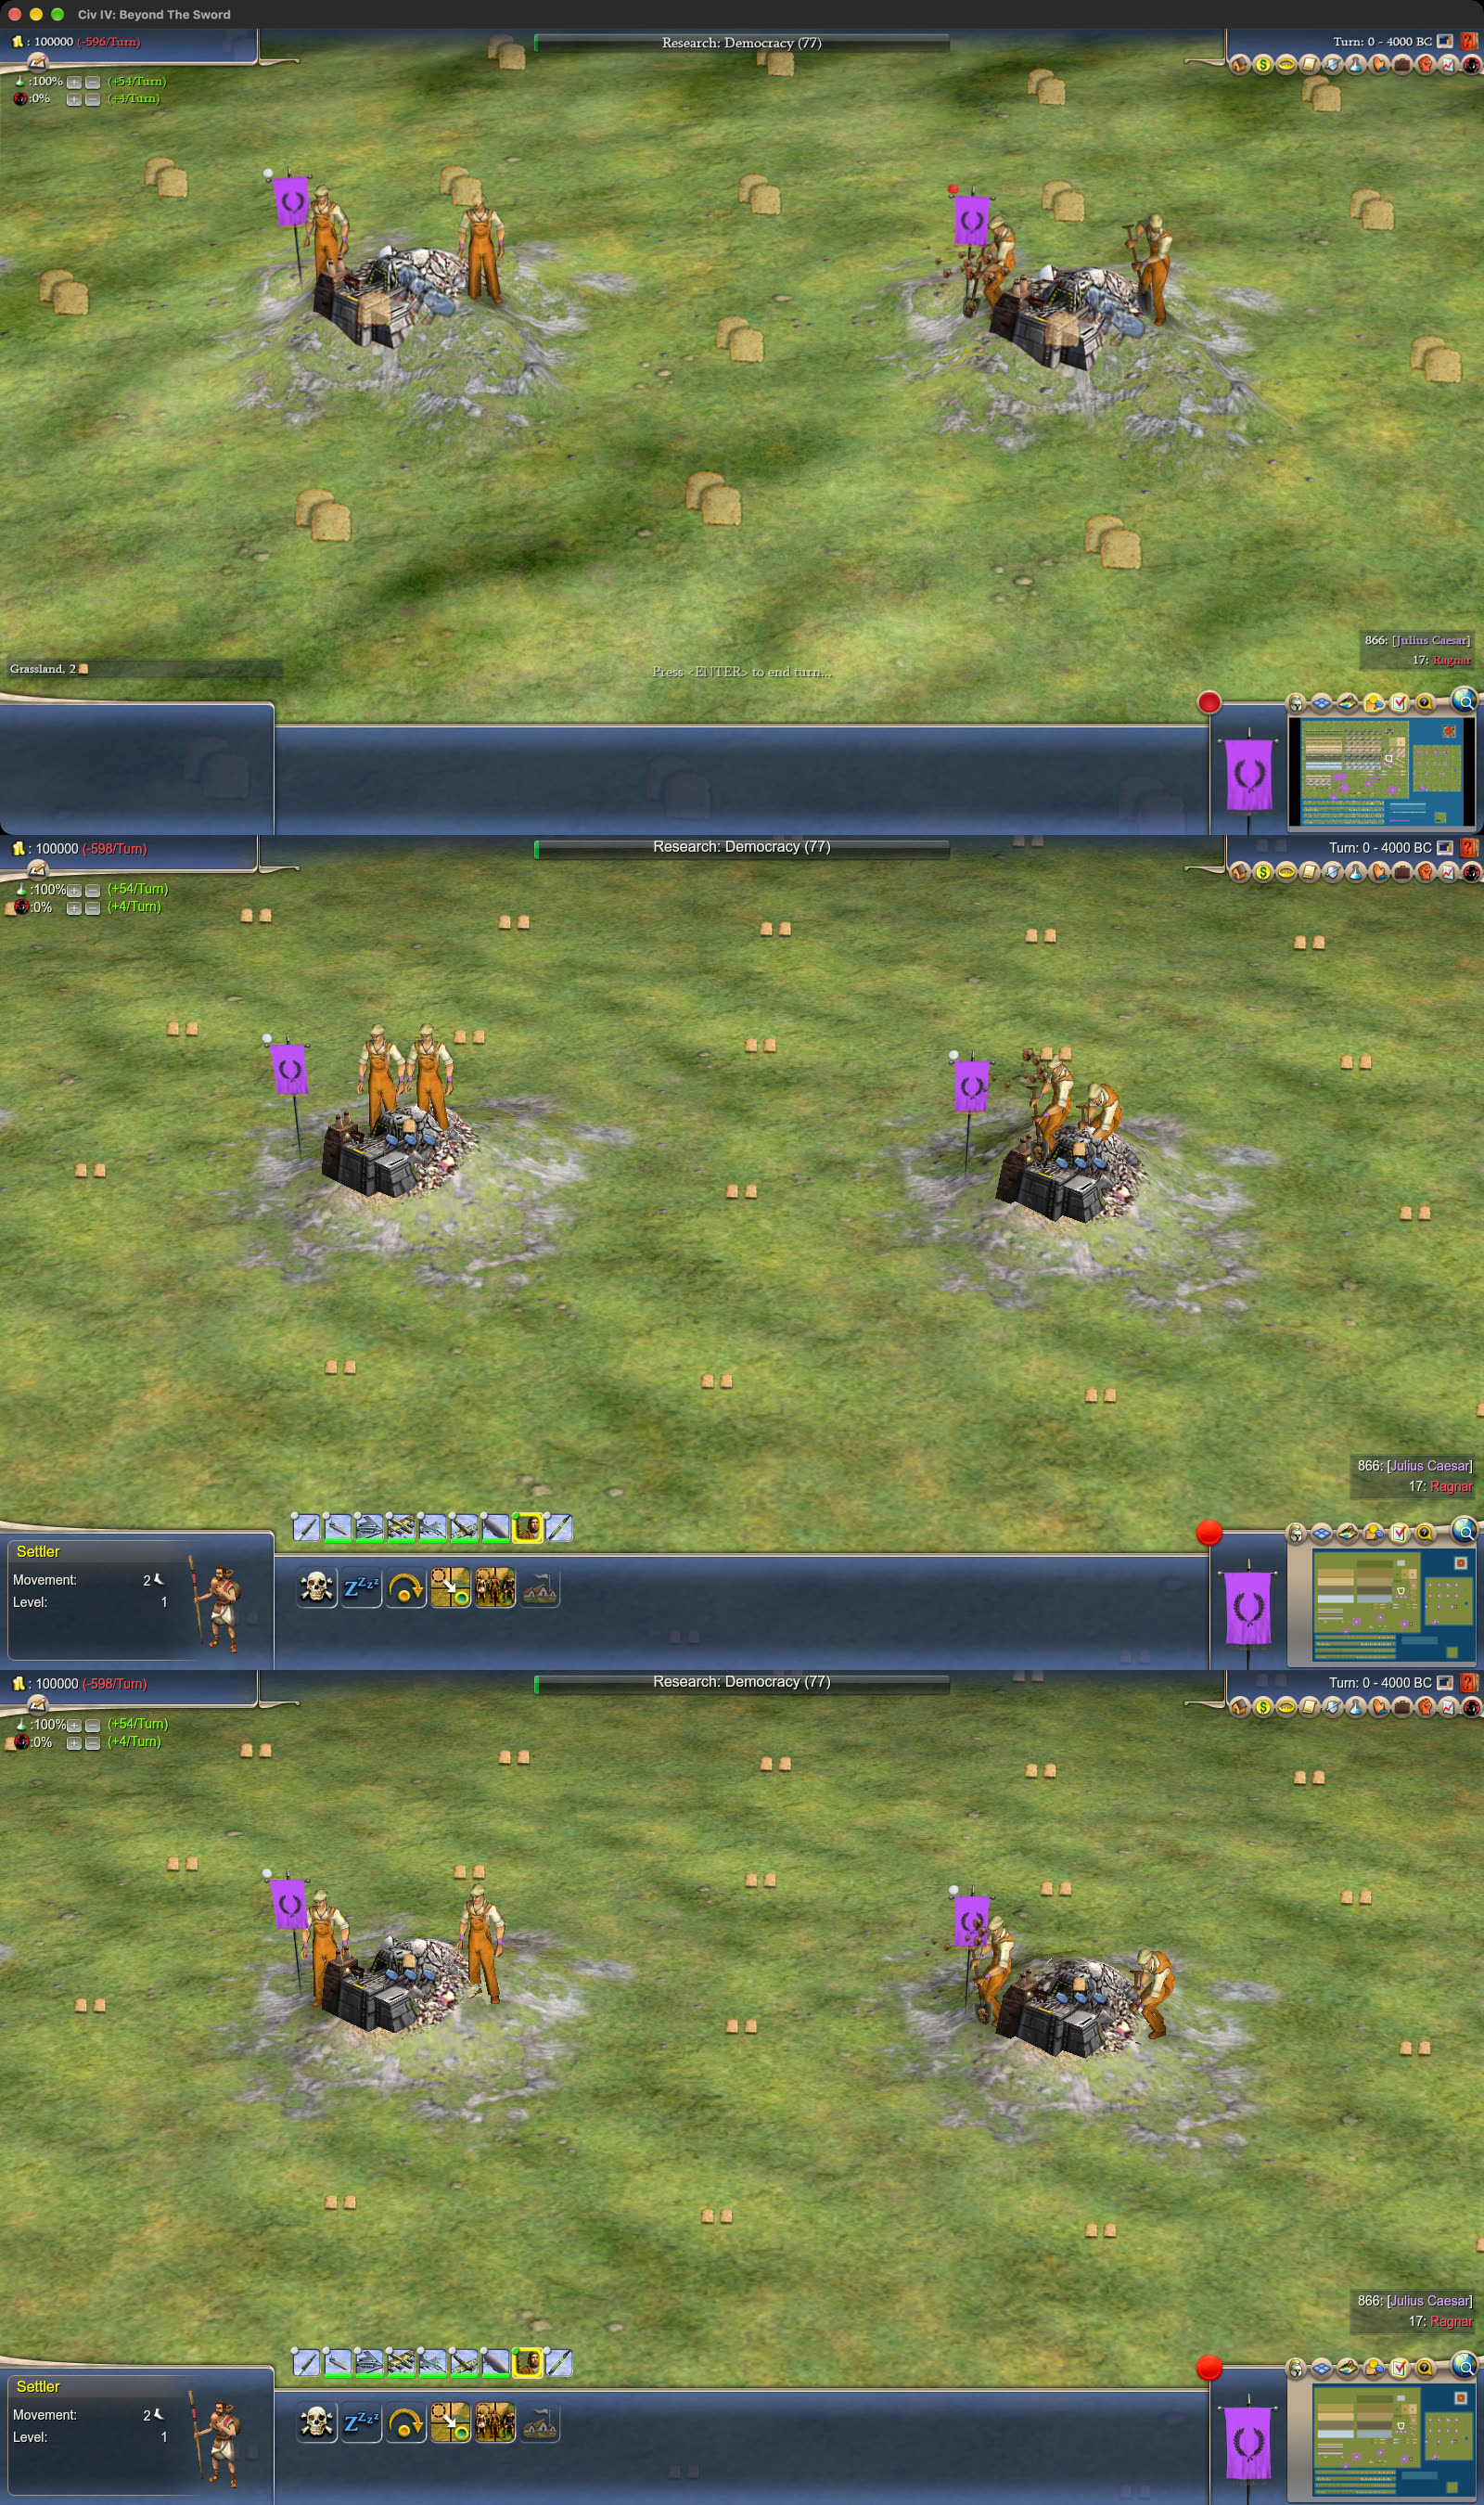 Civ IV: Beyond The Sword
: 100000 (-596/Turn)
Research: Democracy (77)
Turn: 0 - 4000 BC
:100% (+54/Turn)
:0% (+4/Turn)
866: [Julius Caesar]
17: Ragnar
Grassland, 2
Press <ENTER> to end turn...
: 100000 (-598/Turn)
Research: Democracy (77)
Turn: 0 - 4000 BC
:100% (+54/Turn)
:0% (+4/Turn)
866: [Julius Caesar]
17: Ragnar
Settler
Movement: 2
Level: 1
: 100000 (-598/Turn)
Research: Democracy (77)
Turn: 0 - 4000 BC
:100% (+54/Turn)
:0% (+4/Turn)
866: [Julius Caesar]
17: Ragnar
Settler
Movement: 2
Level: 1